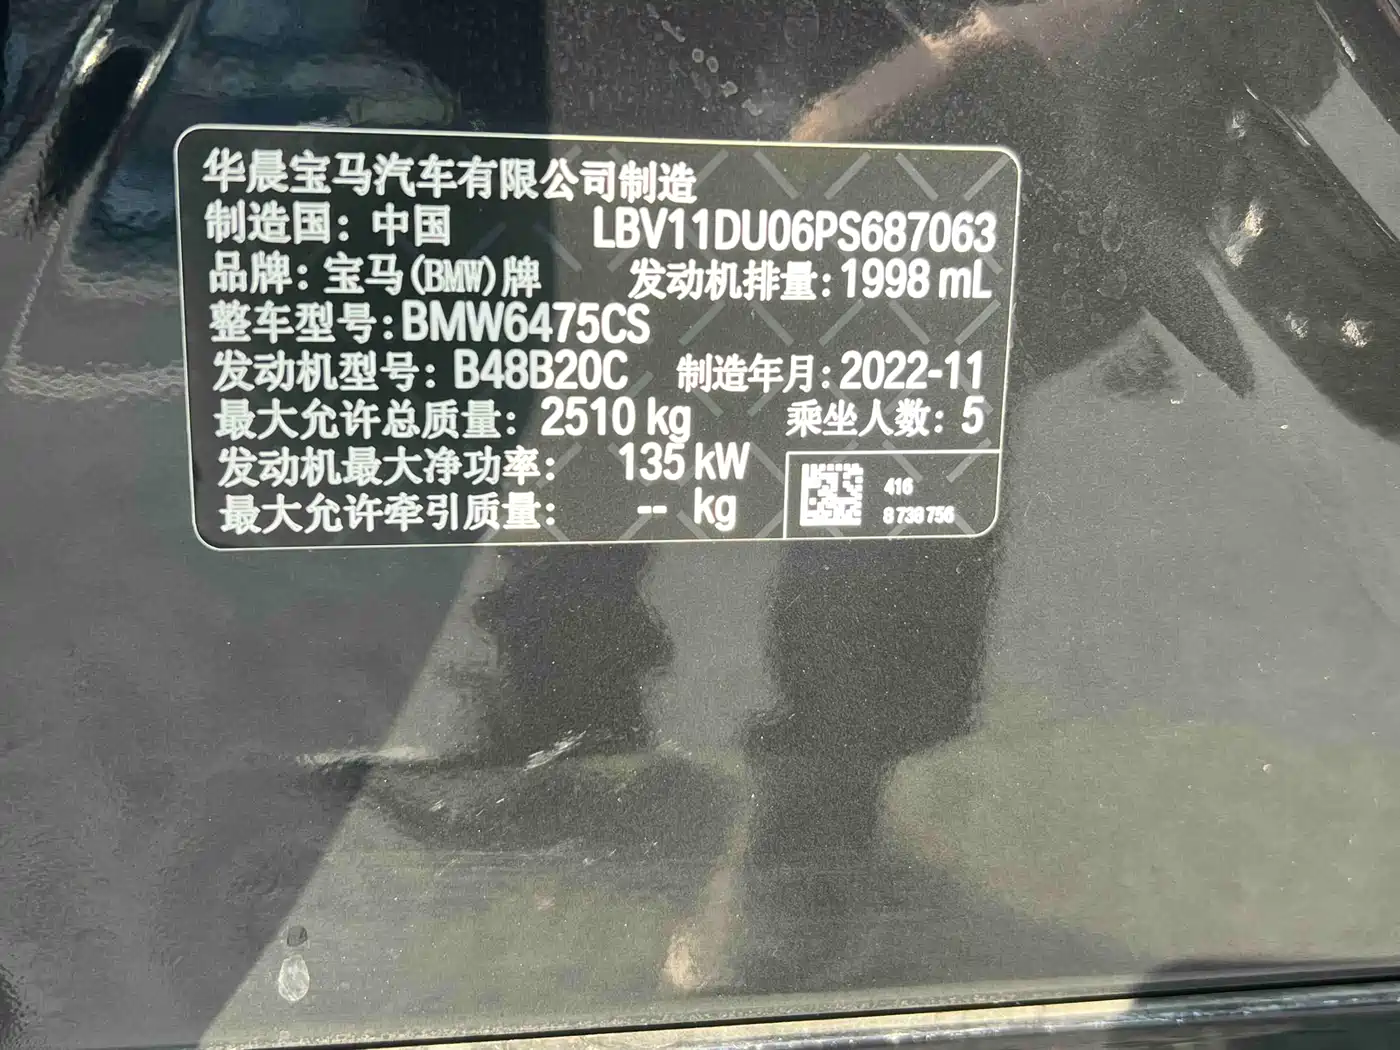 华晨宝马汽车有限公司制造
制造国：中国 LBV11DU06PS687063
品牌：宝马(BMW)牌 发动机排量：1998 mL
整车型号：BMW6475CS
发动机型号：B48B20C 制造年月：2022-11
最大允许总质量：2510 kg 乘坐人数：5
发动机最大净功率：135 kW
最大允许牵引质量：-- kg
416
8 738 756